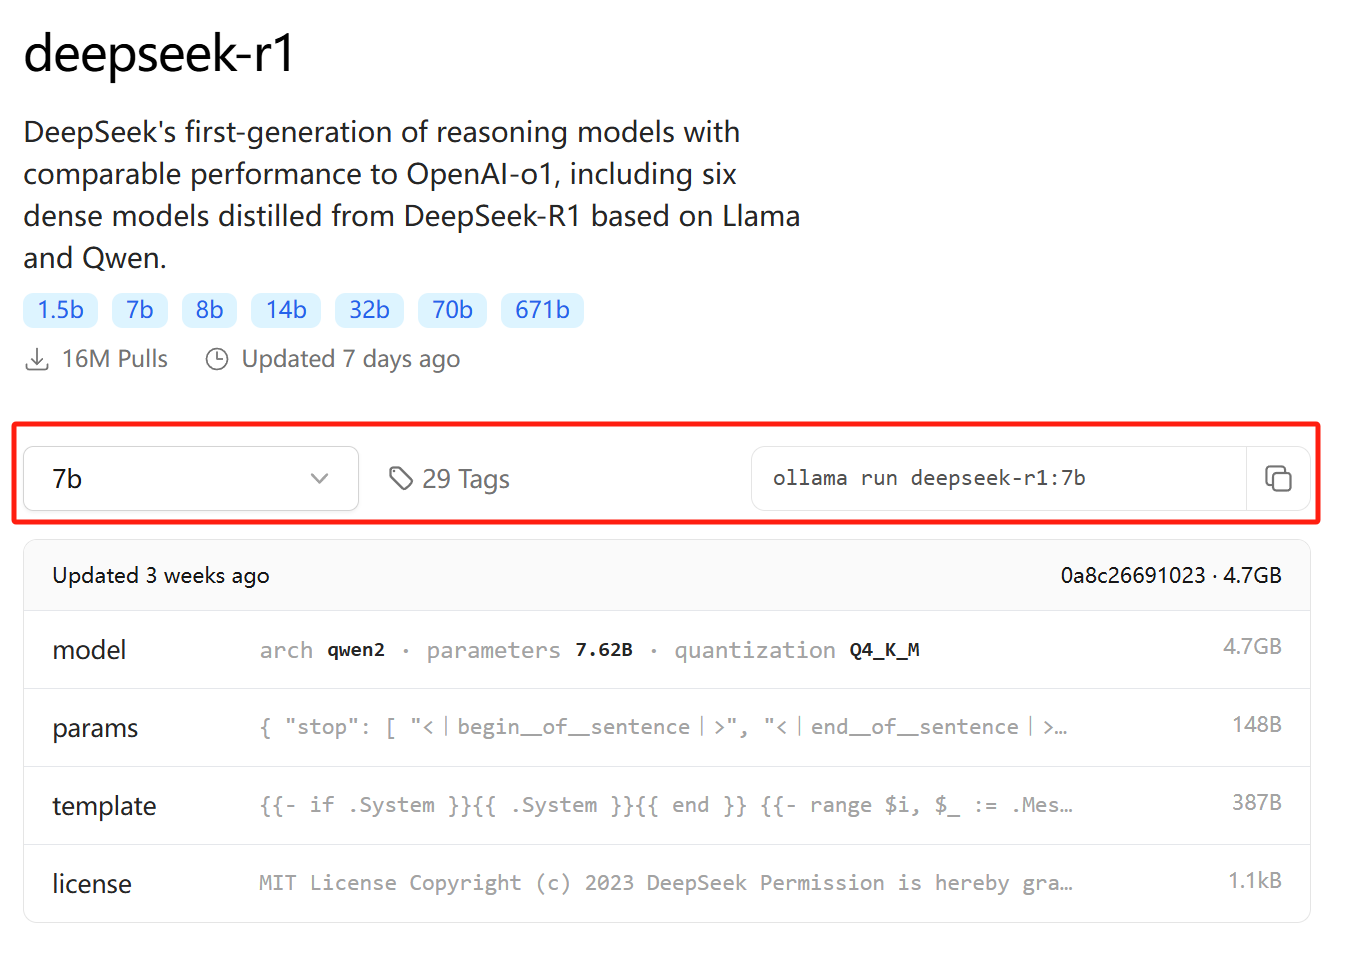 deepseek-r1
DeepSeek's first-generation of reasoning models with
comparable performance to OpenAI-o1, including six
dense models distilled from DeepSeek-R1 based on Llama
and Qwen.
1.5b 7b 8b 14b 32b 70b 671b
16M Pulls Updated 7 days ago
7b 29 Tags ollama run deepseek-r1:7b
Updated 3 weeks ago 0a8c26691023 · 4.7GB
model arch qwen2 · parameters 7.62B · quantization Q4_K_M 4.7GB
params { "stop": [ "<｜begin▁of▁sentence｜>", "<｜end▁of▁sentence｜>… 148B
template {{- if .System }}{{ .System }}{{ end }} {{- range $i, $_ := .Mes… 387B
license MIT License Copyright (c) 2023 DeepSeek Permission is hereby gra… 1.1kB